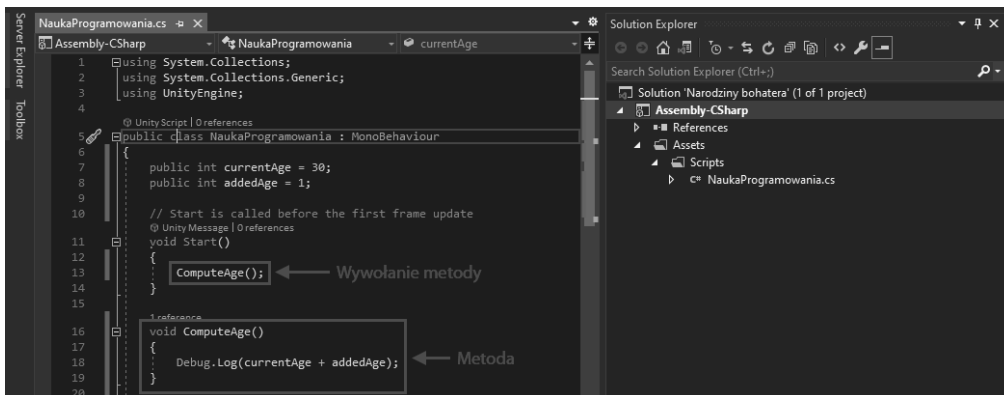 Server Explorer
Toolbox
NaukaProgramowania.cs
Assembly-CSharp
NaukaProgramowania
currentAge
1 using System.Collections;
2 using System.Collections.Generic;
3 using UnityEngine;
4
Unity Script | 0 references
5 public class NaukaProgramowania : MonoBehaviour
6 {
7 public int currentAge = 30;
8 public int addedAge = 1;
9
10 // Start is called before the first frame update
Unity Message | 0 references
11 void Start()
12 {
13 ComputeAge();
Wywołanie metody
14 }
15
1 reference
16 void ComputeAge()
17 {
18 Debug.Log(currentAge + addedAge);
Metoda
19 }
20
Solution Explorer
Search Solution Explorer (Ctrl+;)
Solution 'Narodziny bohatera' (1 of 1 project)
Assembly-CSharp
References
Assets
Scripts
C# NaukaProgramowania.cs